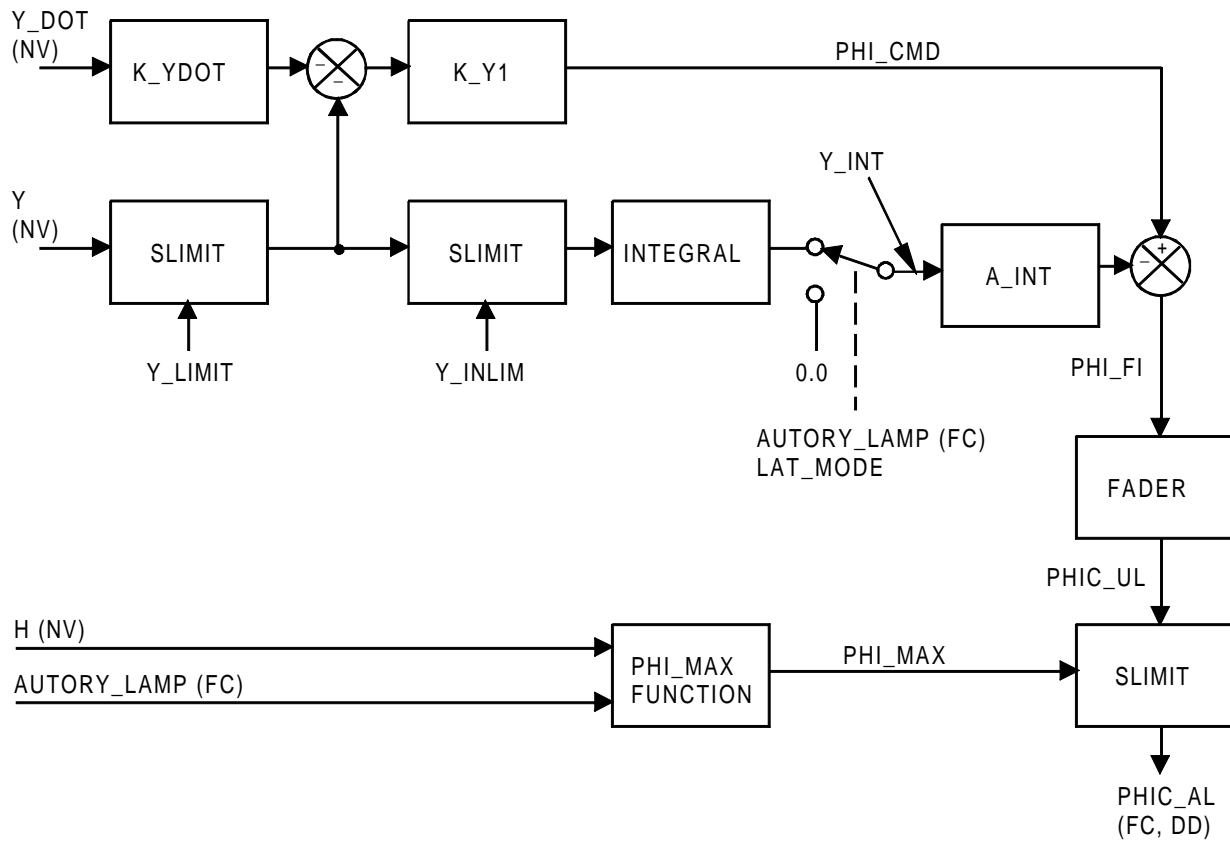 Y_DOT
(NV)
K_YDOT
−
−
K_Y1
PHI_CMD
Y
(NV)
SLIMIT
SLIMIT
INTEGRAL
Y_INT
A_INT
+
−
Y_LIMIT
Y_INLIM
0.0
PHI_FI
AUTORY_LAMP (FC)
LAT_MODE
FADER
PHIC_UL
H (NV)
AUTORY_LAMP (FC)
PHI_MAX
FUNCTION
PHI_MAX
SLIMIT
PHIC_AL
(FC, DD)